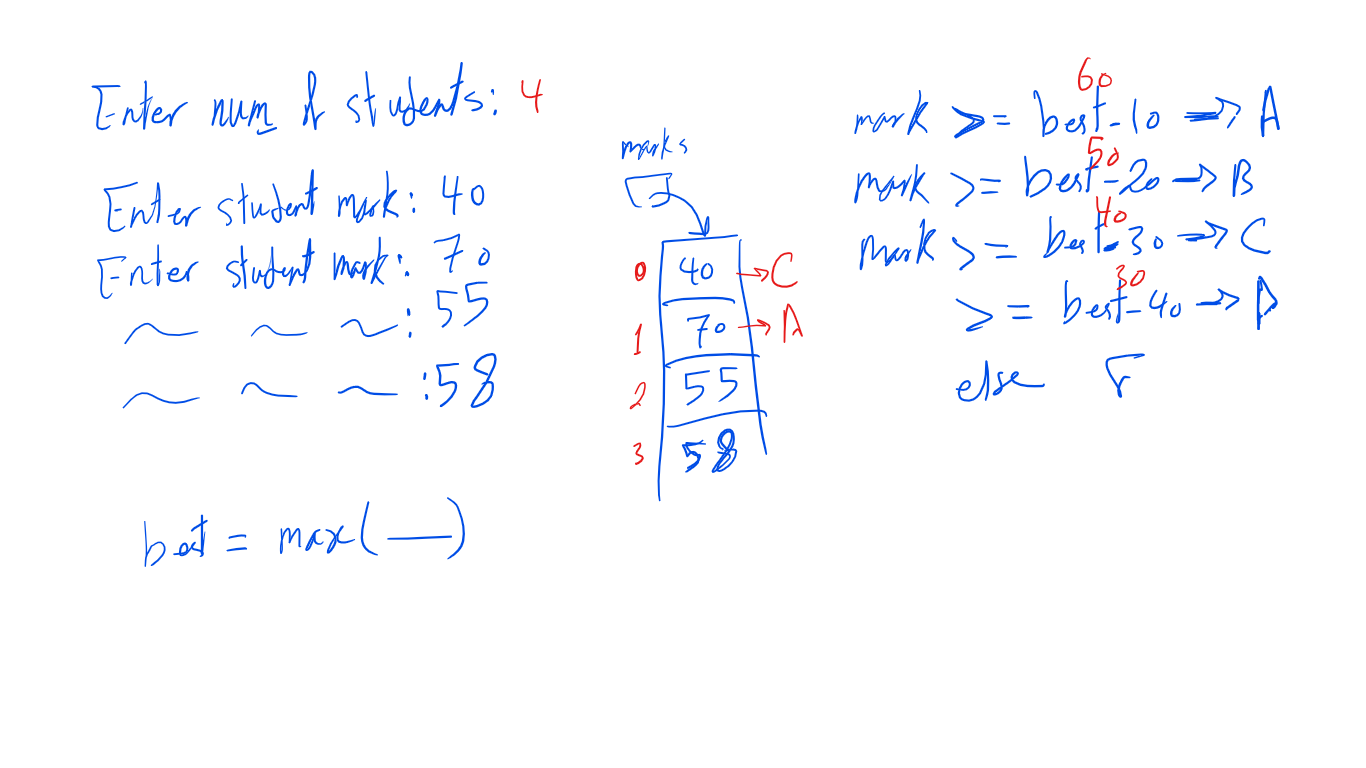 Enter num of students: 4
Enter student mark: 40
Enter student mark: 70
: 55
: 58
best = max( )
marks
0 40 → C
1 70 → A
2 55
3 58
60
mark >= best-10 → A
50
mark >= best-20 → B
40
mark >= best-30 → C
30
>= best-40 → D
else F